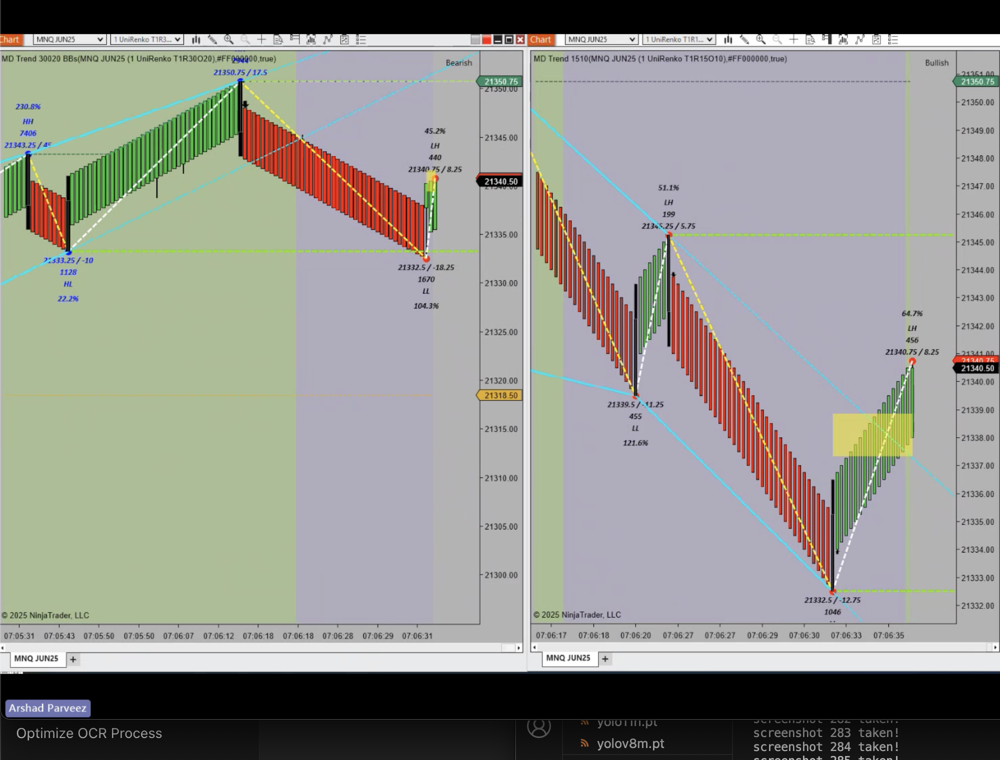 Chart
MNQ JUN25
1 UniRenko T1R3...
MD Trend 30020 BBs(MNQ JUN25 (1 UniRenko T1R30O20),#FF000000,true)
Bearish
21350.75 / 17.5
230.8%
HH
7406
21333.25 / -10
1128
HL
22.2%
45.2%
LH
440
21340.75 / 8.25
21332.5 / -18.25
1670
LL
104.3%
21350.75
21350.00
21345.00
21340.50
21335.00
21330.00
21325.00
21320.00
21318.50
21315.00
21310.00
21305.00
21300.00
© 2025 NinjaTrader, LLC
07:05:31 07:05:43 07:05:50 07:05:50 07:06:07 07:06:12 07:06:18 07:06:18 07:06:28 07:06:29 07:06:31
MNQ JUN25 +
Chart
MNQ JUN25
1 UniRenko T1R1...
MD Trend 1510(MNQ JUN25 (1 UniRenko T1R15O10),#FF000000,true)
Bullish
51.1%
LH
199
21345.25 / 5.75
21339.5 / -11.25
455
LL
121.6%
64.7%
LH
456
21340.75 / 8.25
21332.5 / -12.75
1046
21350.75
21350.00
21349.00
21348.00
21347.00
21346.00
21345.00
21344.00
21343.00
21342.00
21340.50
21340.00
21339.00
21338.00
21337.00
21336.00
21335.00
21334.00
21333.00
21332.00
© 2025 NinjaTrader, LLC
07:06:17 07:06:18 07:06:20 07:06:27 07:06:27 07:06:29 07:06:30 07:06:33 07:06:35
MNQ JUN25 +
Arshad Parveez
Optimize OCR Process
yolo11n.pt
yolov8m.pt
screenshot 282 taken!
screenshot 283 taken!
screenshot 284 taken!
screenshot 285 taken!